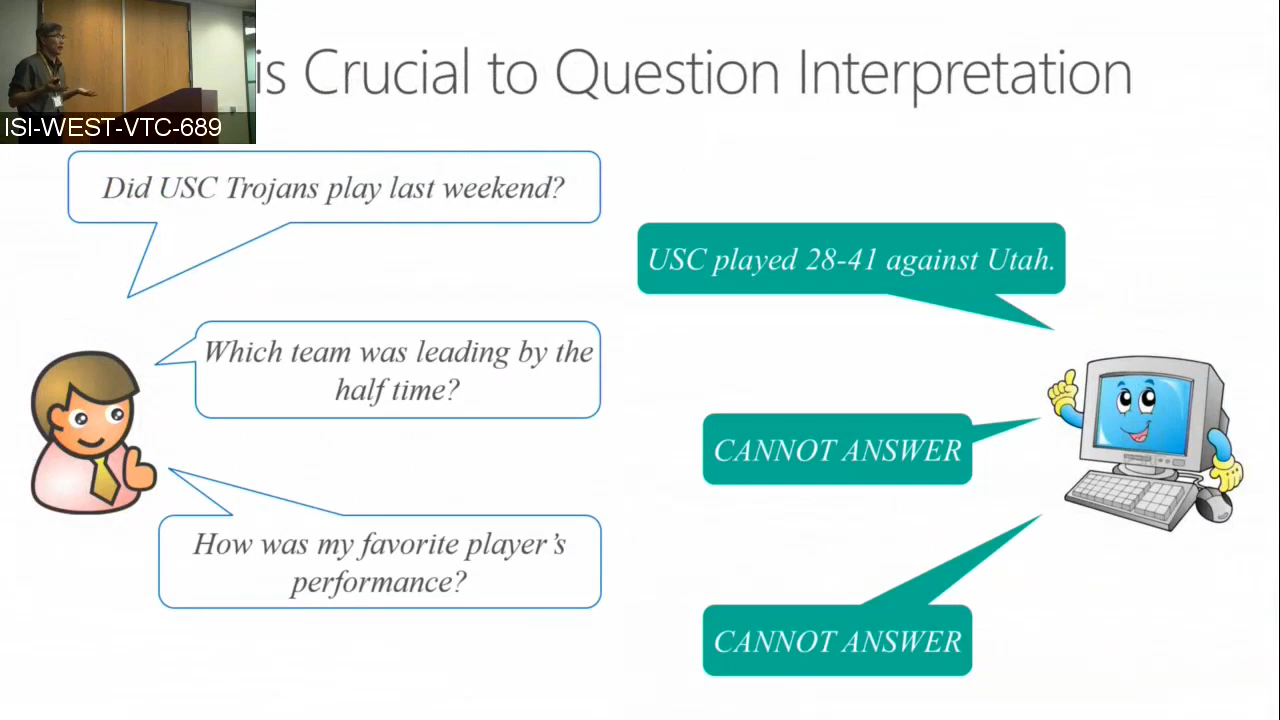 is Crucial to Question Interpretation
ISI-WEST-VTC-689
Did USC Trojans play last weekend?
USC played 28-41 against Utah.
Which team was leading by the
half time?
CANNOT ANSWER
How was my favorite player's
performance?
CANNOT ANSWER